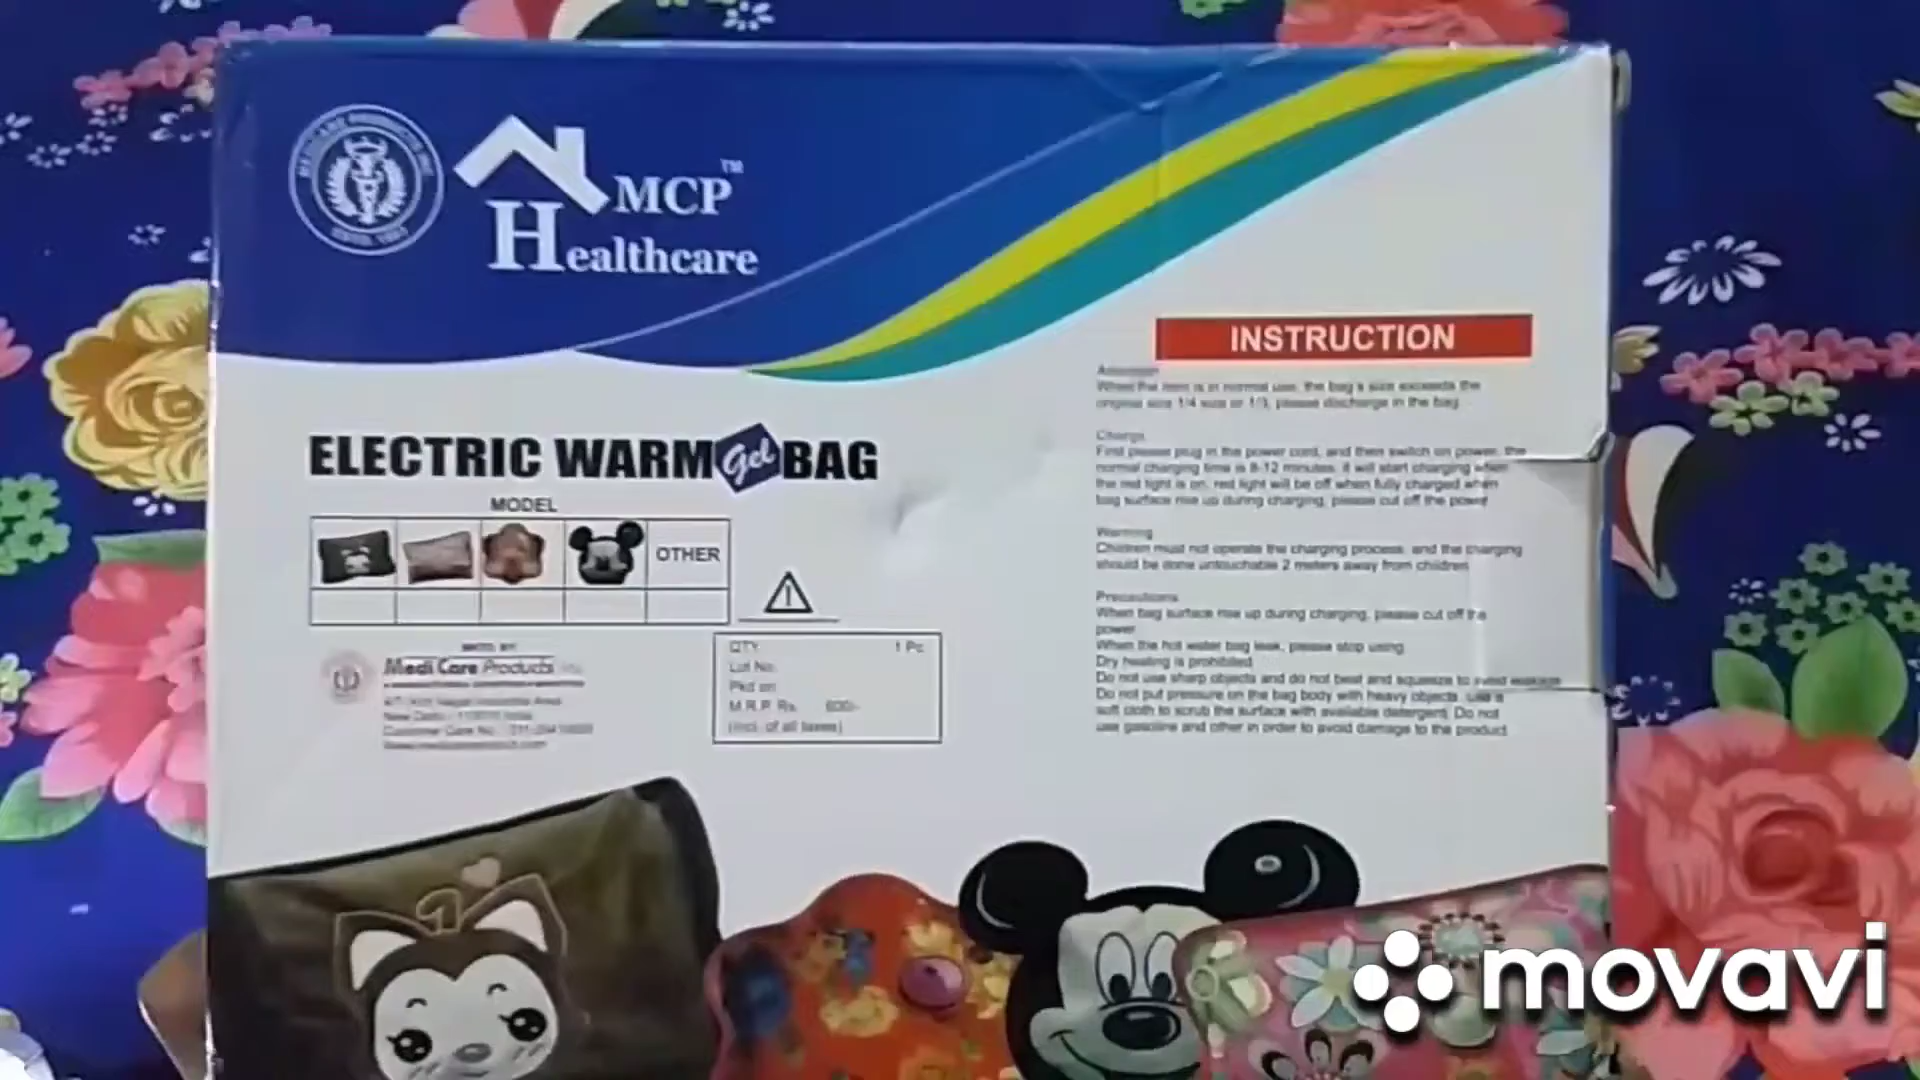 MCP™
Healthcare
INSTRUCTION
Attention
When the item is in normal use, the bag's size exceeds the
original size 1/4 size or 1/3, please discharge in the bag
Charge
First please plug in the power cord, and then switch on power, the
normal charging time is 8-12 minutes. it will start charging when
the red light is on, red light will be off when fully charged when
bag surface rise up during charging, please cut off the power
Warning
Children must not operate the charging process, and the charging
should be done untouchable 2 meters away from children
Precautions
When bag surface rise up during charging, please cut off the
power
When the hot water bag leak, please stop using
Dry heating is prohibited
Do not use sharp objects and do not beat and squeeze to avoid leakage
Do not put pressure on the bag body with heavy objects, use a
soft cloth to scrub the surface with available detergent. Do not
use gasoline and other in order to avoid damage to the product
ELECTRIC WARM Gel BAG
MODEL
OTHER
MKTD. BY:
Medi Care Products
New Delhi
Customer Care No.
QTY 1 Pc
Lot No.
Pkd on
M.R.P. Rs. 600/-
(incl. of all taxes)
movavi